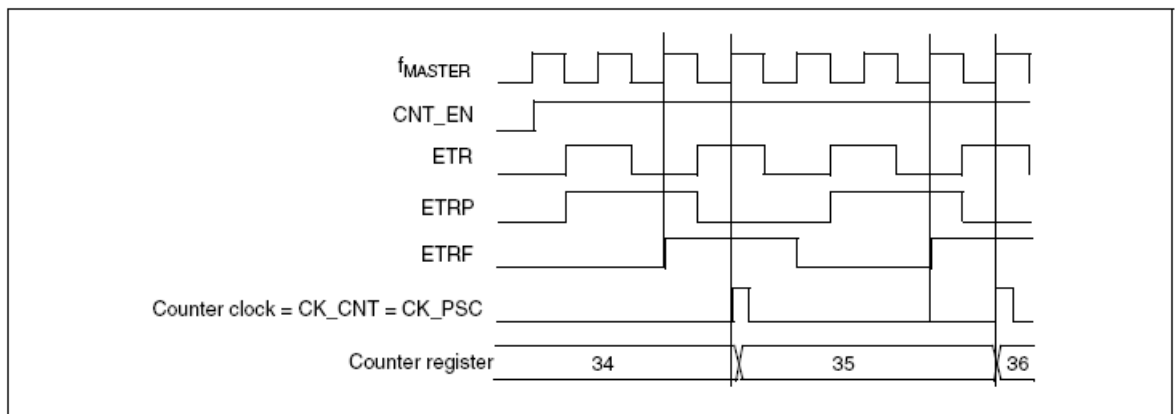 fMASTER
CNT_EN
ETR
ETRP
ETRF
Counter clock = CK_CNT = CK_PSC
Counter register 34 35 36